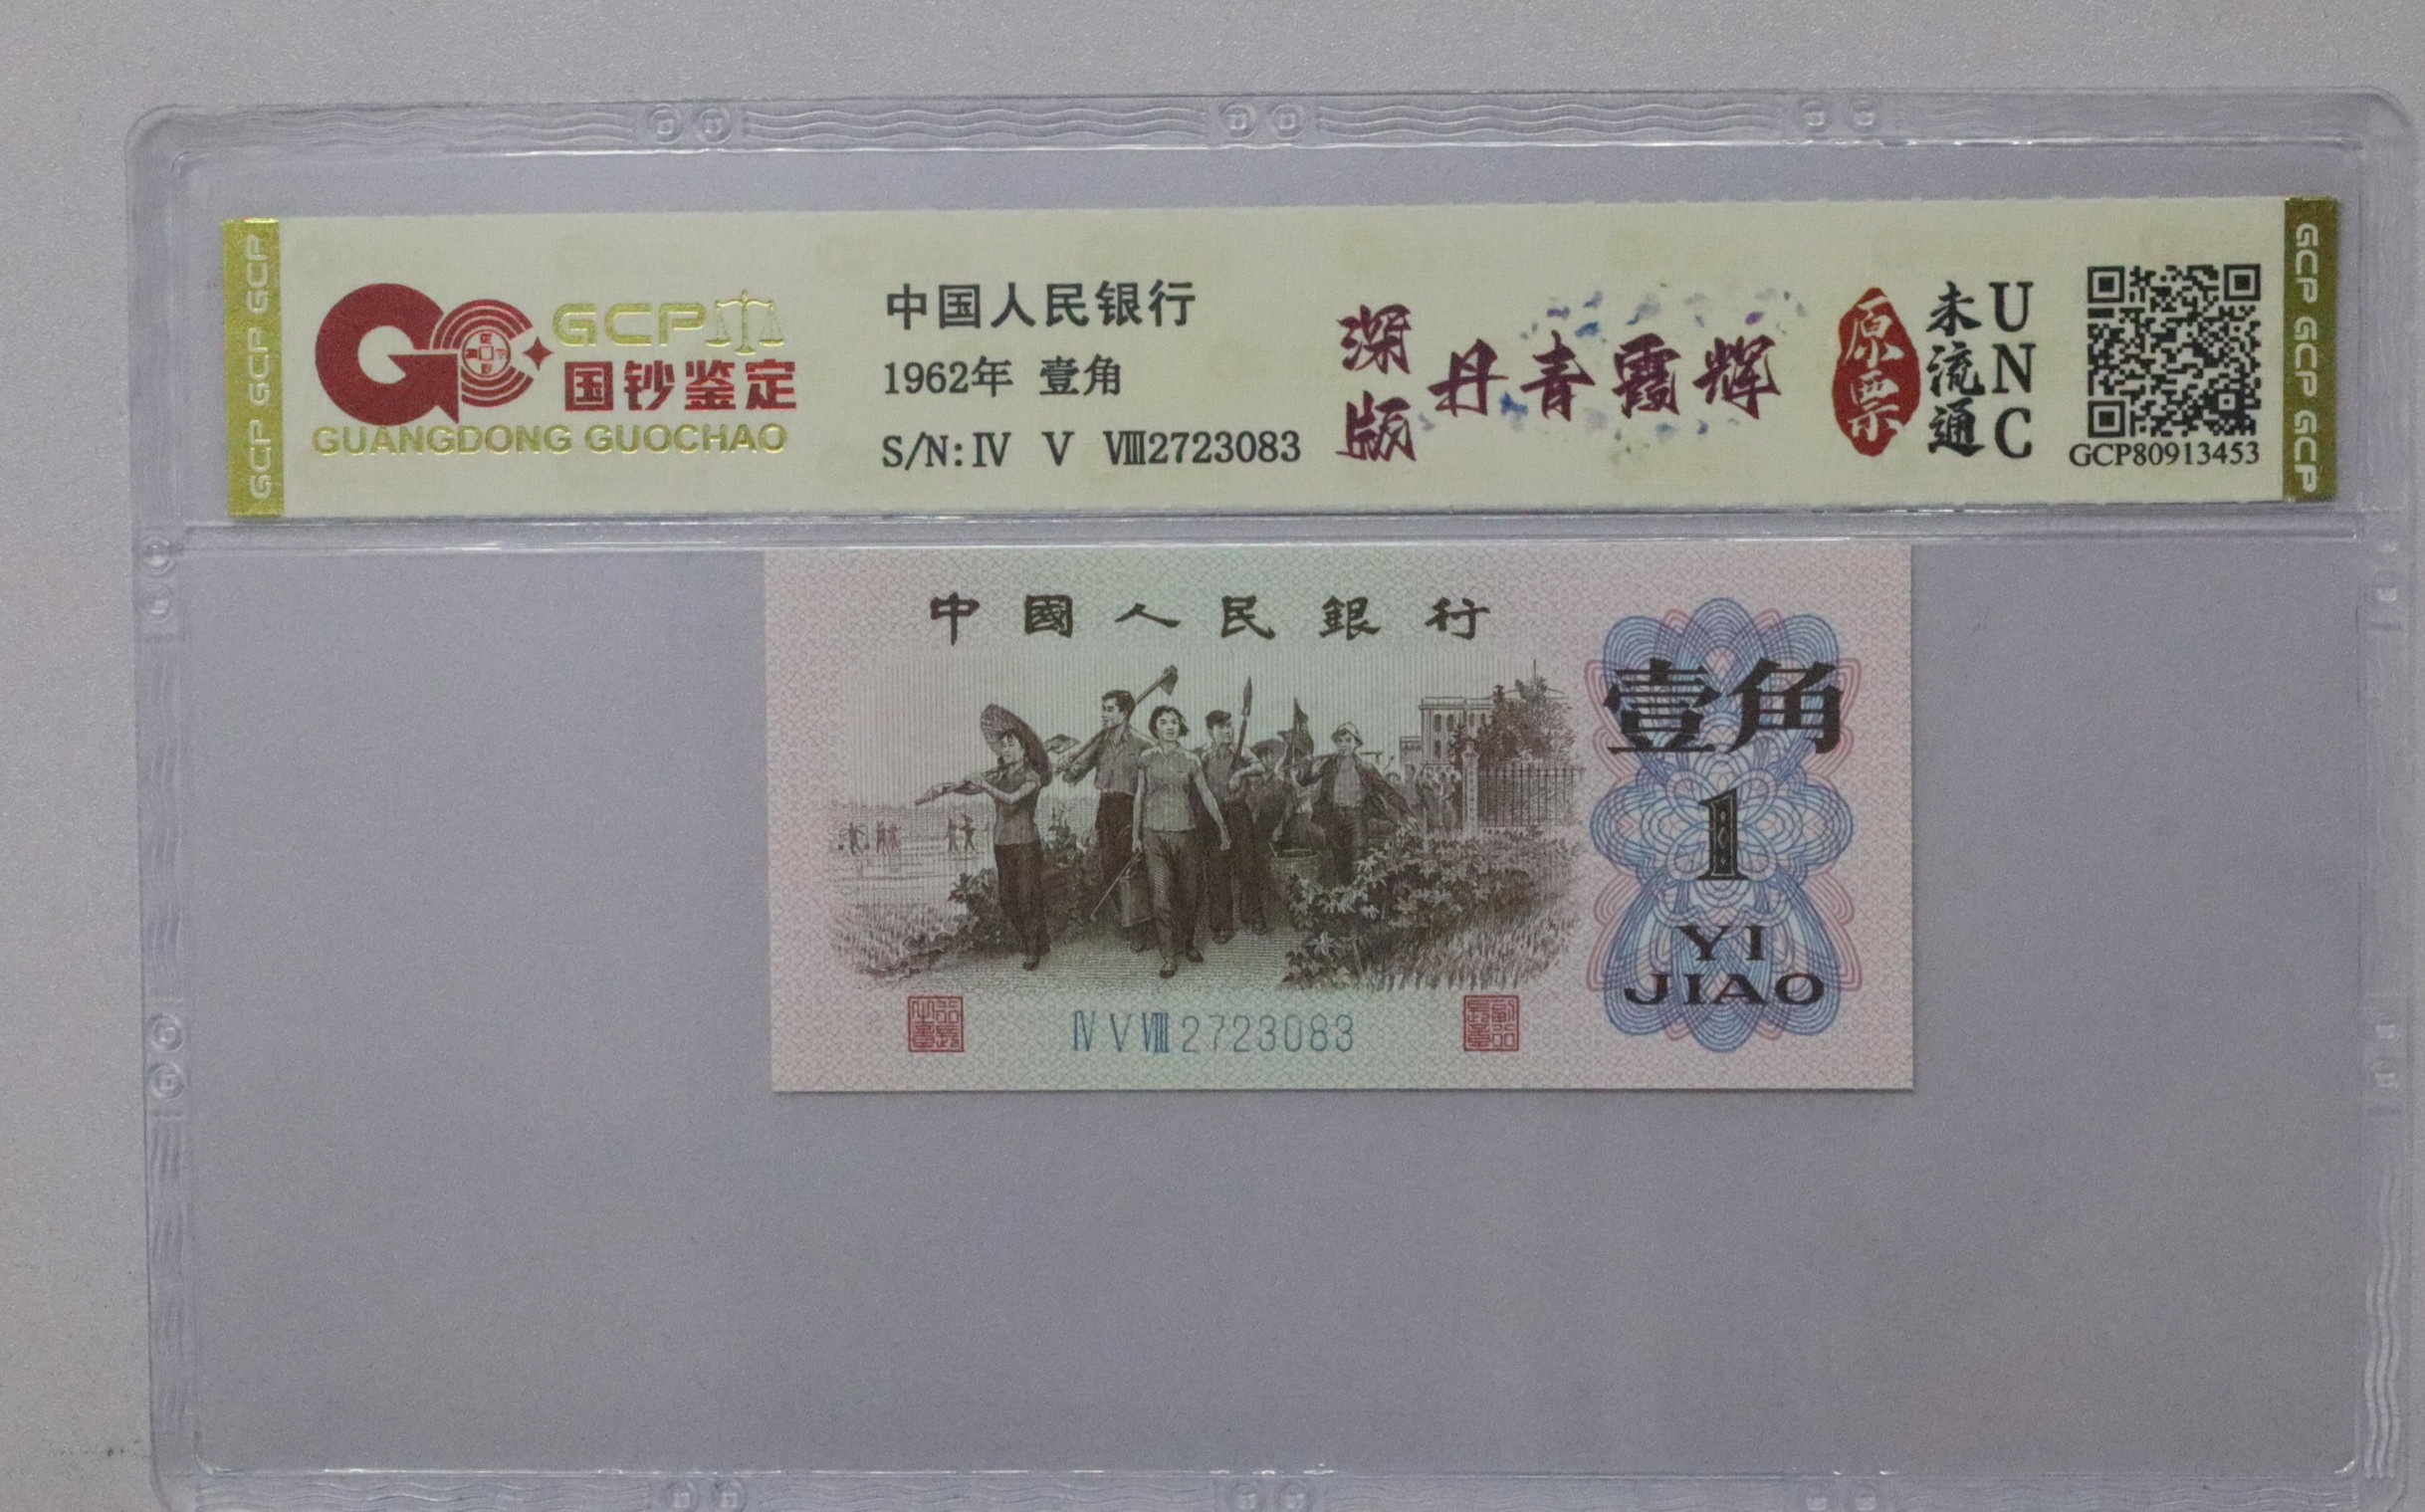 GCP GCP GCP
GCP
国钞鉴定
GUANGDONG GUOCHAO
中国人民银行
1962年 壹角
S/N:Ⅳ Ⅴ Ⅷ2723083
深版
丹青霞辉
原票
未流通
UNC
GCP80913453
GCP GCP GCP
中國人民銀行
壹角
1
YI
JIAO
Ⅳ Ⅴ Ⅷ 2723083